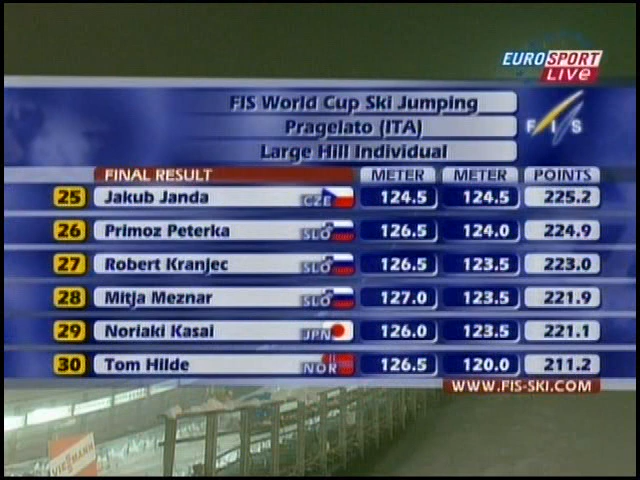 EUROSPORT
LIVE
FIS World Cup Ski Jumping
Pragelato (ITA)
Large Hill Individual
FIS
FINAL RESULT METER METER POINTS
25 Jakub Janda CZE 124.5 124.5 225.2
26 Primoz Peterka SLO 126.5 124.0 224.9
27 Robert Kranjec SLO 126.5 123.5 223.0
28 Mitja Meznar SLO 127.0 123.5 221.9
29 Noriaki Kasai JPN 126.0 123.5 221.1
30 Tom Hilde NOR 126.5 120.0 211.2
WWW.FIS-SKI.COM
VIESSMANN